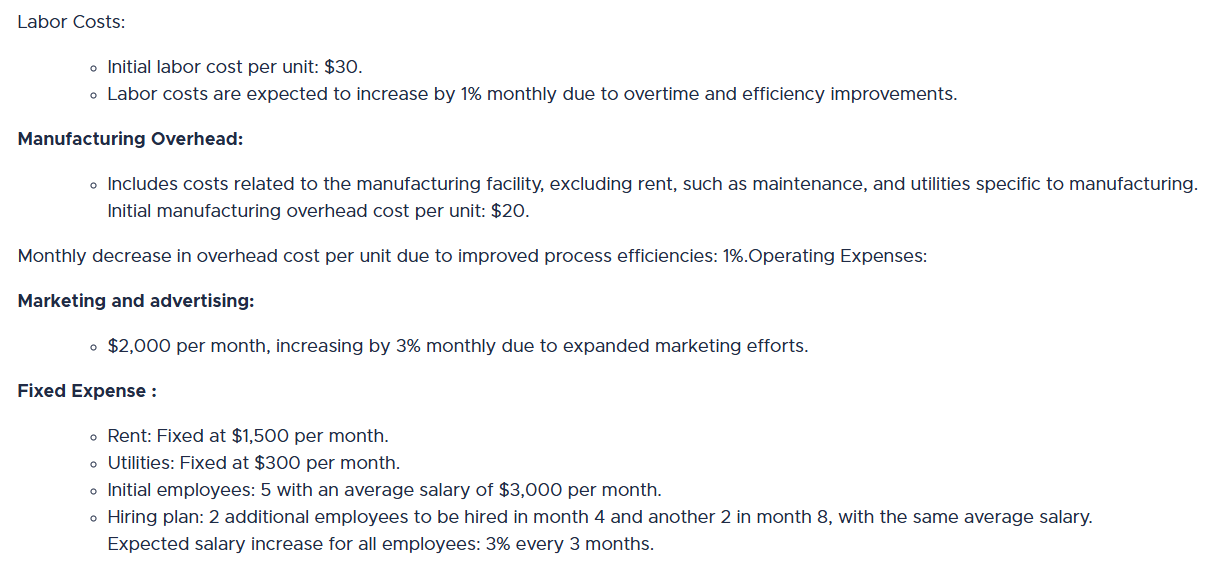 Labor Costs:
Initial labor cost per unit: $30.
Labor costs are expected to increase by 1% monthly due to overtime and efficiency improvements.
Manufacturing Overhead:
Includes costs related to the manufacturing facility, excluding rent, such as maintenance, and utilities specific to manufacturing.
Initial manufacturing overhead cost per unit: $20.
Monthly decrease in overhead cost per unit due to improved process efficiencies: 1%.Operating Expenses:
Marketing and advertising:
$2,000 per month, increasing by 3% monthly due to expanded marketing efforts.
Fixed Expense :
Rent: Fixed at $1,500 per month.
Utilities: Fixed at $300 per month.
Initial employees: 5 with an average salary of $3,000 per month.
Hiring plan: 2 additional employees to be hired in month 4 and another 2 in month 8, with the same average salary.
Expected salary increase for all employees: 3% every 3 months.